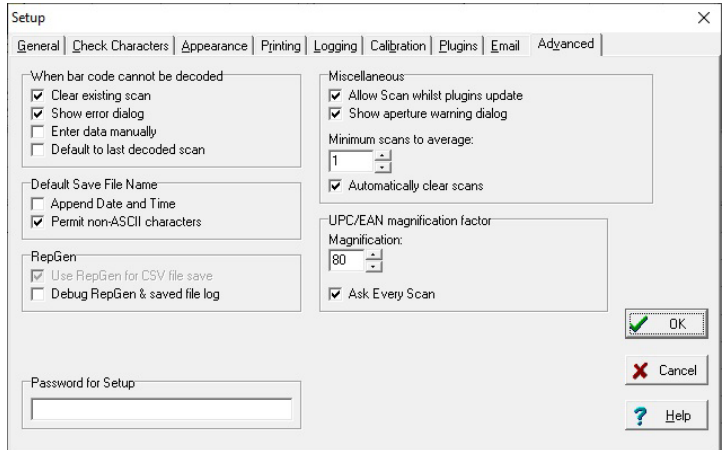 Setup
General
Check Characters
Appearance
Printing
Logging
Calibration
Plugins
Email
Advanced
When bar code cannot be decoded
Clear existing scan
Show error dialog
Enter data manually
Default to last decoded scan
Default Save File Name
Append Date and Time
Permit non-ASCII characters
RepGen
Use RepGen for CSV file save
Debug RepGen & saved file log
Password for Setup
Miscellaneous
Allow Scan whilst plugins update
Show aperture warning dialog
Minimum scans to average:
1
Automatically clear scans
UPC/EAN magnification factor
Magnification:
80
Ask Every Scan
OK
Cancel
Help